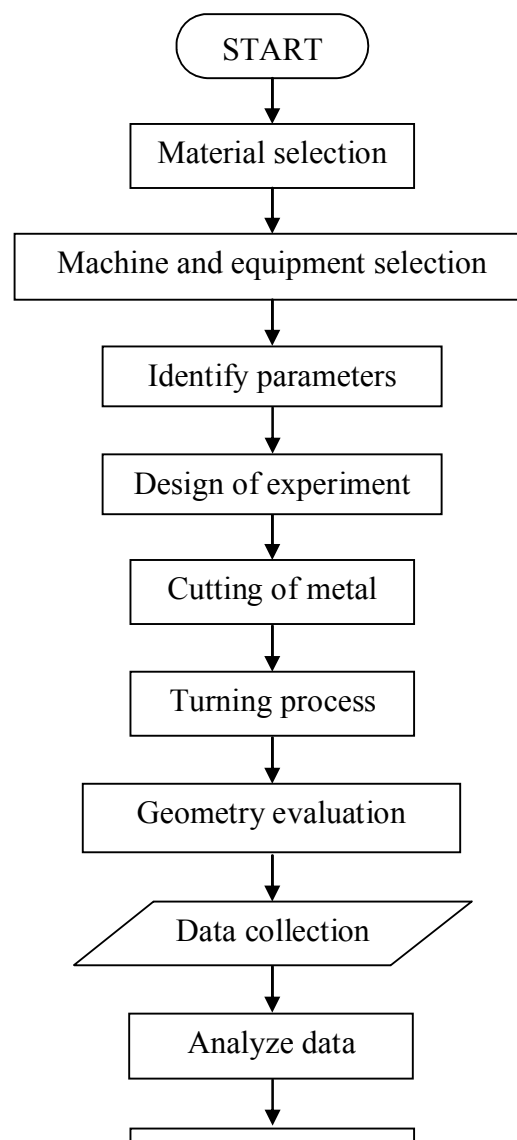 START
Material selection
Machine and equipment selection
Identify parameters
Design of experiment
Cutting of metal
Turning process
Geometry evaluation
Data collection
Analyze data